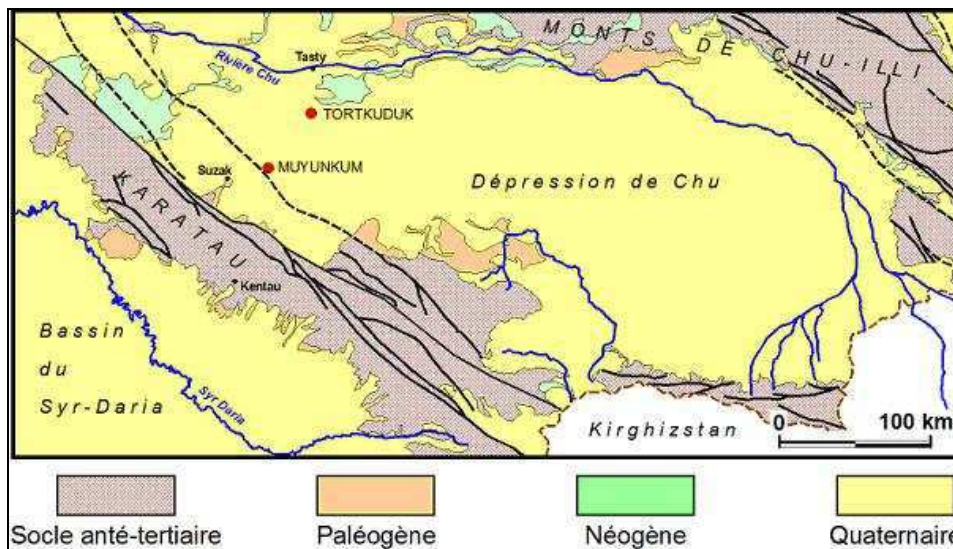 MONTS DE CHU-ILLI
Rivière Chu
Tasty
TORTKUDUK
MUYUNKUM
Suzak
Dépression de Chu
KARATAU
Kentau
Bassin
du
Syr-Daria
Syr Daria
Kirghizstan
0 100 km
Socle anté-tertiaire Paléogène Néogène Quaternaire